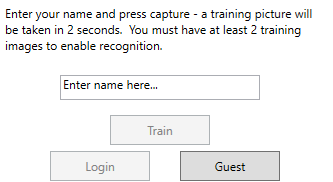 Enter your name and press capture - a training picture will
be taken in 2 seconds.  You must have at least 2 training
images to enable recognition.
Enter name here...
Train
Login
Guest